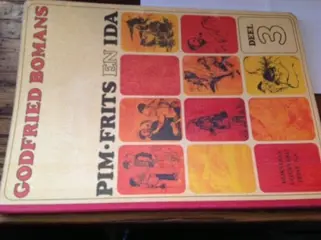 GODFRIED BOMANS
PIM·FRITS EN IDA
DEEL
3